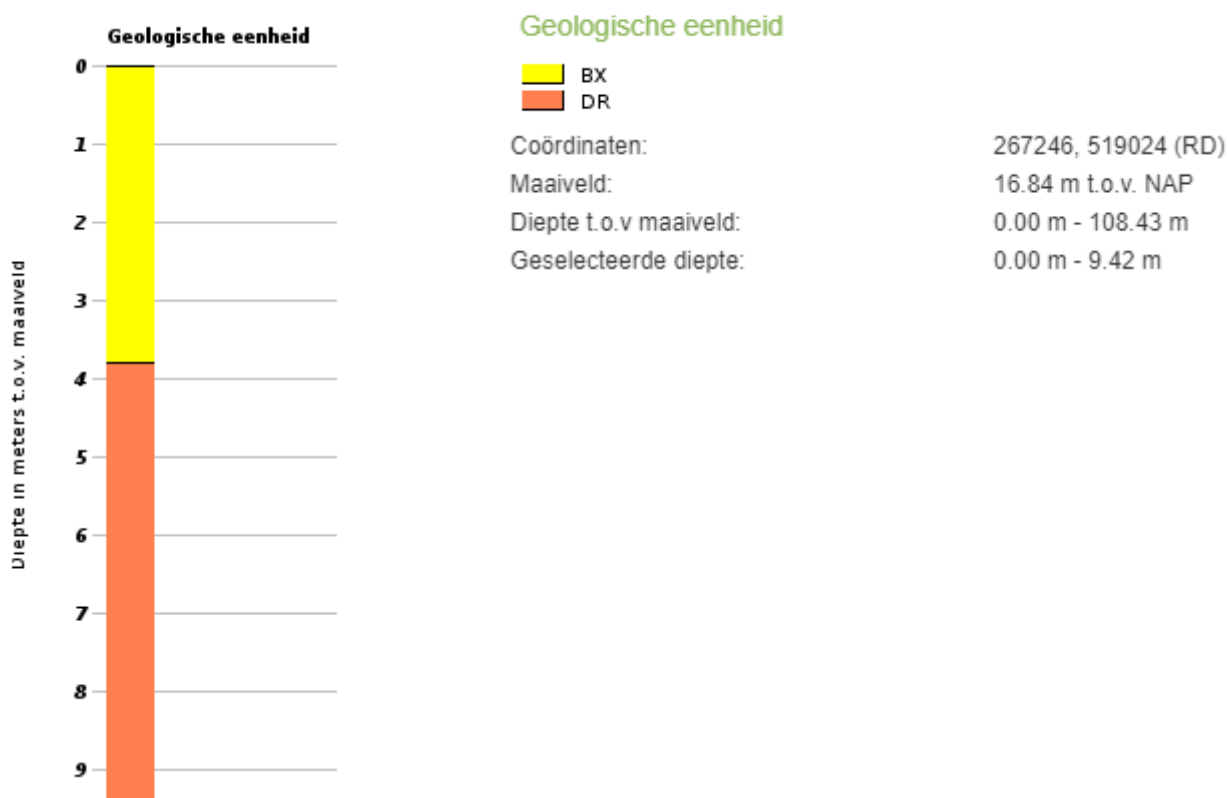 Geologische eenheid
0
1
2
3
4
5
6
7
8
9
Diepte in meters t.o.v. maaiveld
Geologische eenheid
BX
DR
Coördinaten: 267246, 519024 (RD)
Maaiveld: 16.84 m t.o.v. NAP
Diepte t.o.v maaiveld: 0.00 m - 108.43 m
Geselecteerde diepte: 0.00 m - 9.42 m